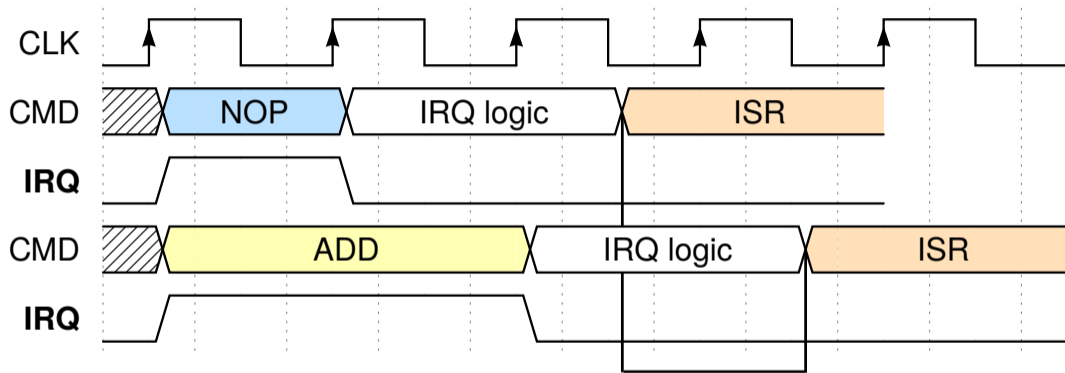 CLK
CMD NOP IRQ logic ISR
IRQ
CMD ADD IRQ logic ISR
IRQ